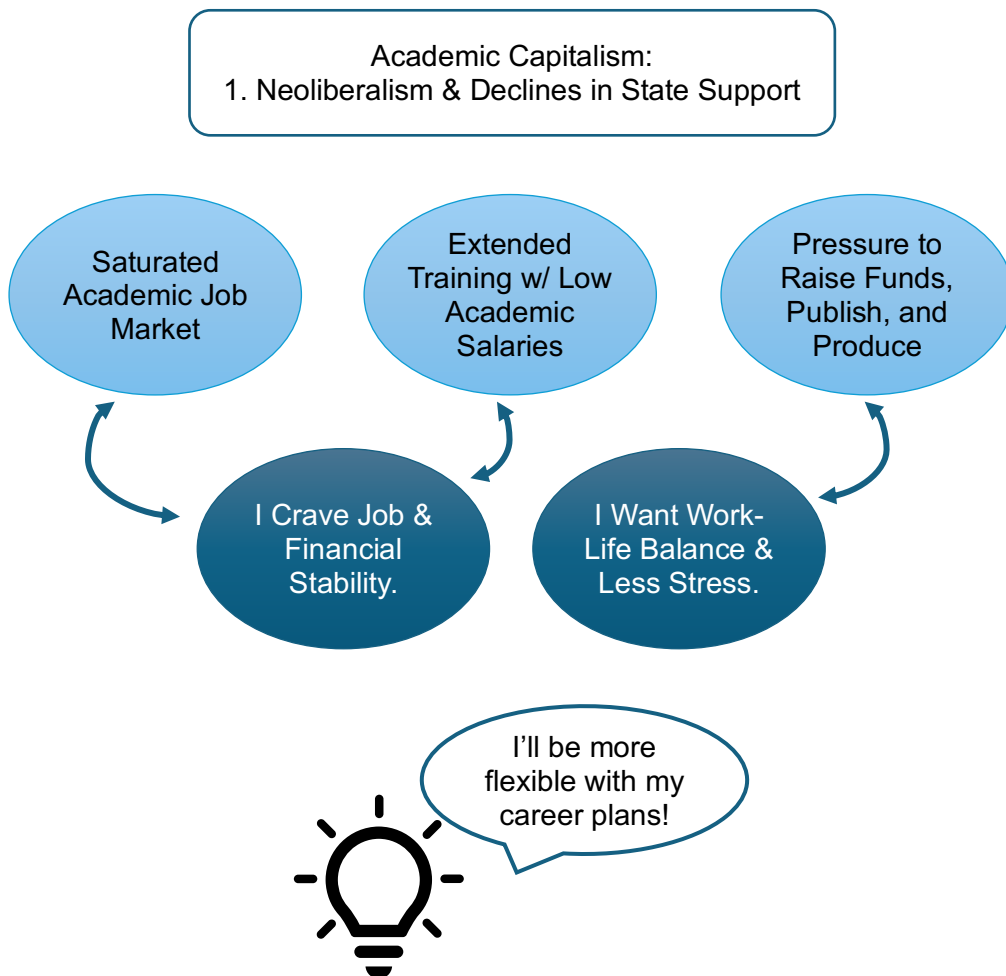 Academic Capitalism:
1. Neoliberalism & Declines in State Support
Saturated
Academic Job
Market
Extended
Training w/ Low
Academic
Salaries
Pressure to
Raise Funds,
Publish, and
Produce
I Crave Job &
Financial
Stability.
I Want Work-
Life Balance &
Less Stress.
I’ll be more
flexible with my
career plans!